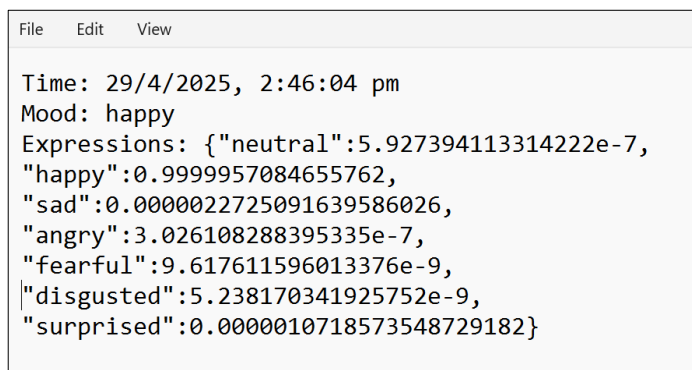 File Edit View
Time: 29/4/2025, 2:46:04 pm
Mood: happy
Expressions: {"neutral":5.927394113314222e-7,
"happy":0.9999957084655762,
"sad":0.0000022725091639586026,
"angry":3.026108288395335e-7,
"fearful":9.617611596013376e-9,
"disgusted":5.238170341925752e-9,
"surprised":0.0000010718573548729182}